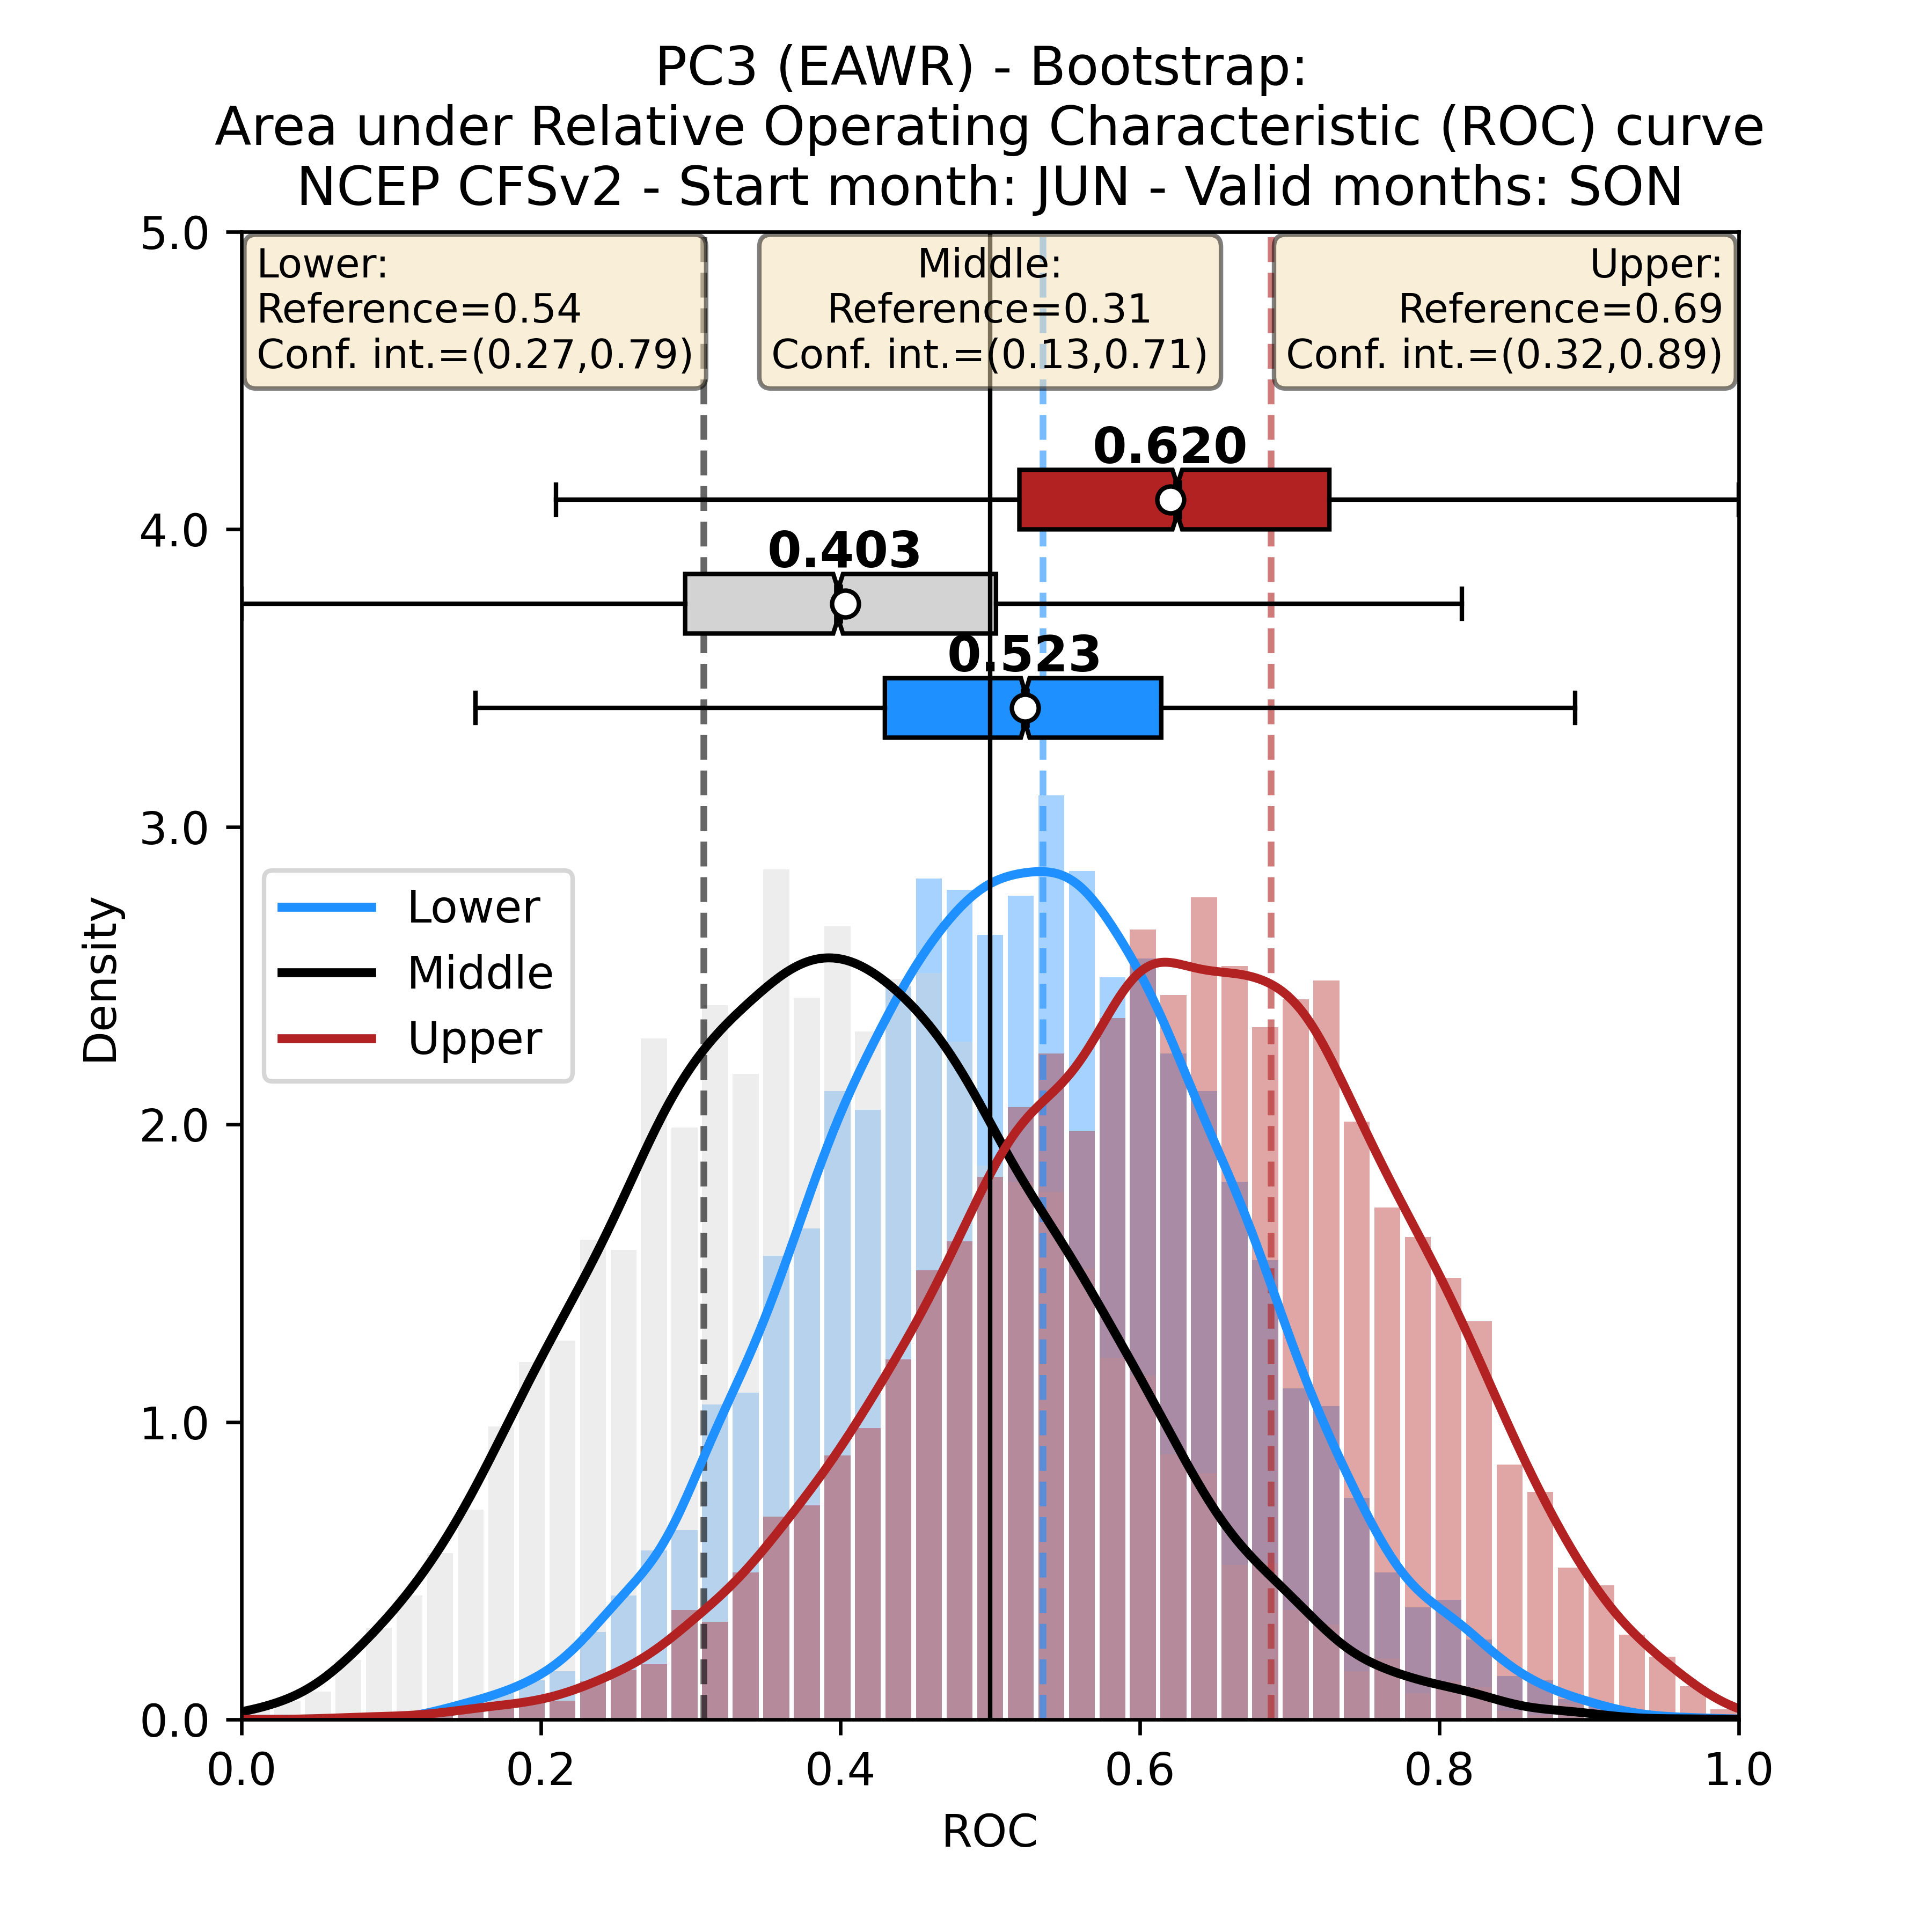 PC3 (EAWR) - Bootstrap:
Area under Relative Operating Characteristic (ROC) curve
NCEP CFSv2 - Start month: JUN - Valid months: SON
Lower:
Reference=0.54
Conf. int.=(0.27,0.79)
Middle:
Reference=0.31
Conf. int.=(0.13,0.71)
Upper:
Reference=0.69
Conf. int.=(0.32,0.89)
0.620
0.403
0.523
Lower
Middle
Upper
Density
5.0
4.0
3.0
2.0
1.0
0.0
0.0 0.2 0.4 0.6 0.8 1.0
ROC